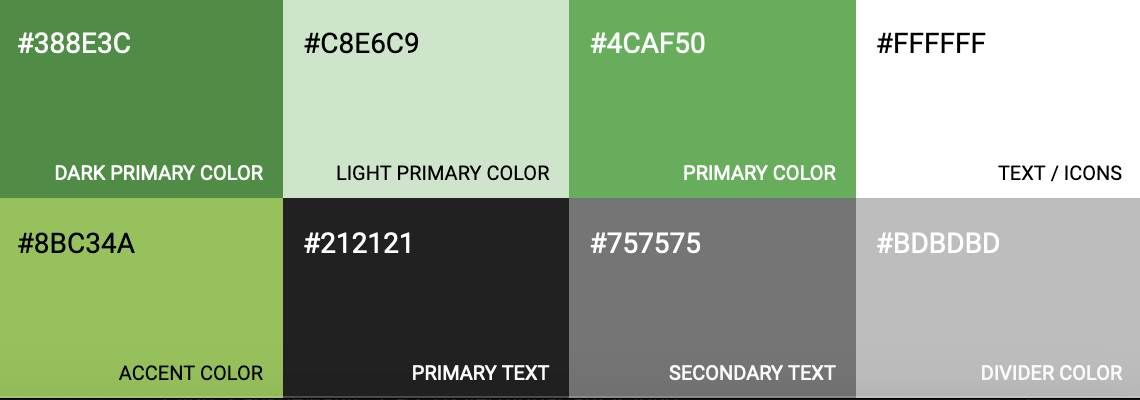 #388E3C
DARK PRIMARY COLOR
#C8E6C9
LIGHT PRIMARY COLOR
#4CAF50
PRIMARY COLOR
#FFFFFF
TEXT / ICONS
#8BC34A
ACCENT COLOR
#212121
PRIMARY TEXT
#757575
SECONDARY TEXT
#BDBDBD
DIVIDER COLOR